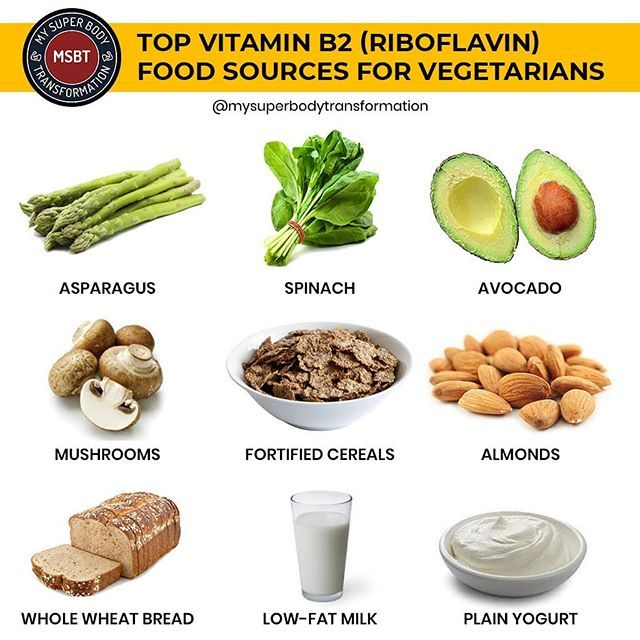 MY SUPER BODY
MSBT
TRANSFORMATION
TOP VITAMIN B2 (RIBOFLAVIN)
FOOD SOURCES FOR VEGETARIANS
@mysuperbodytransformation
ASPARAGUS
SPINACH
AVOCADO
MUSHROOMS
FORTIFIED CEREALS
ALMONDS
WHOLE WHEAT BREAD
LOW-FAT MILK
PLAIN YOGURT